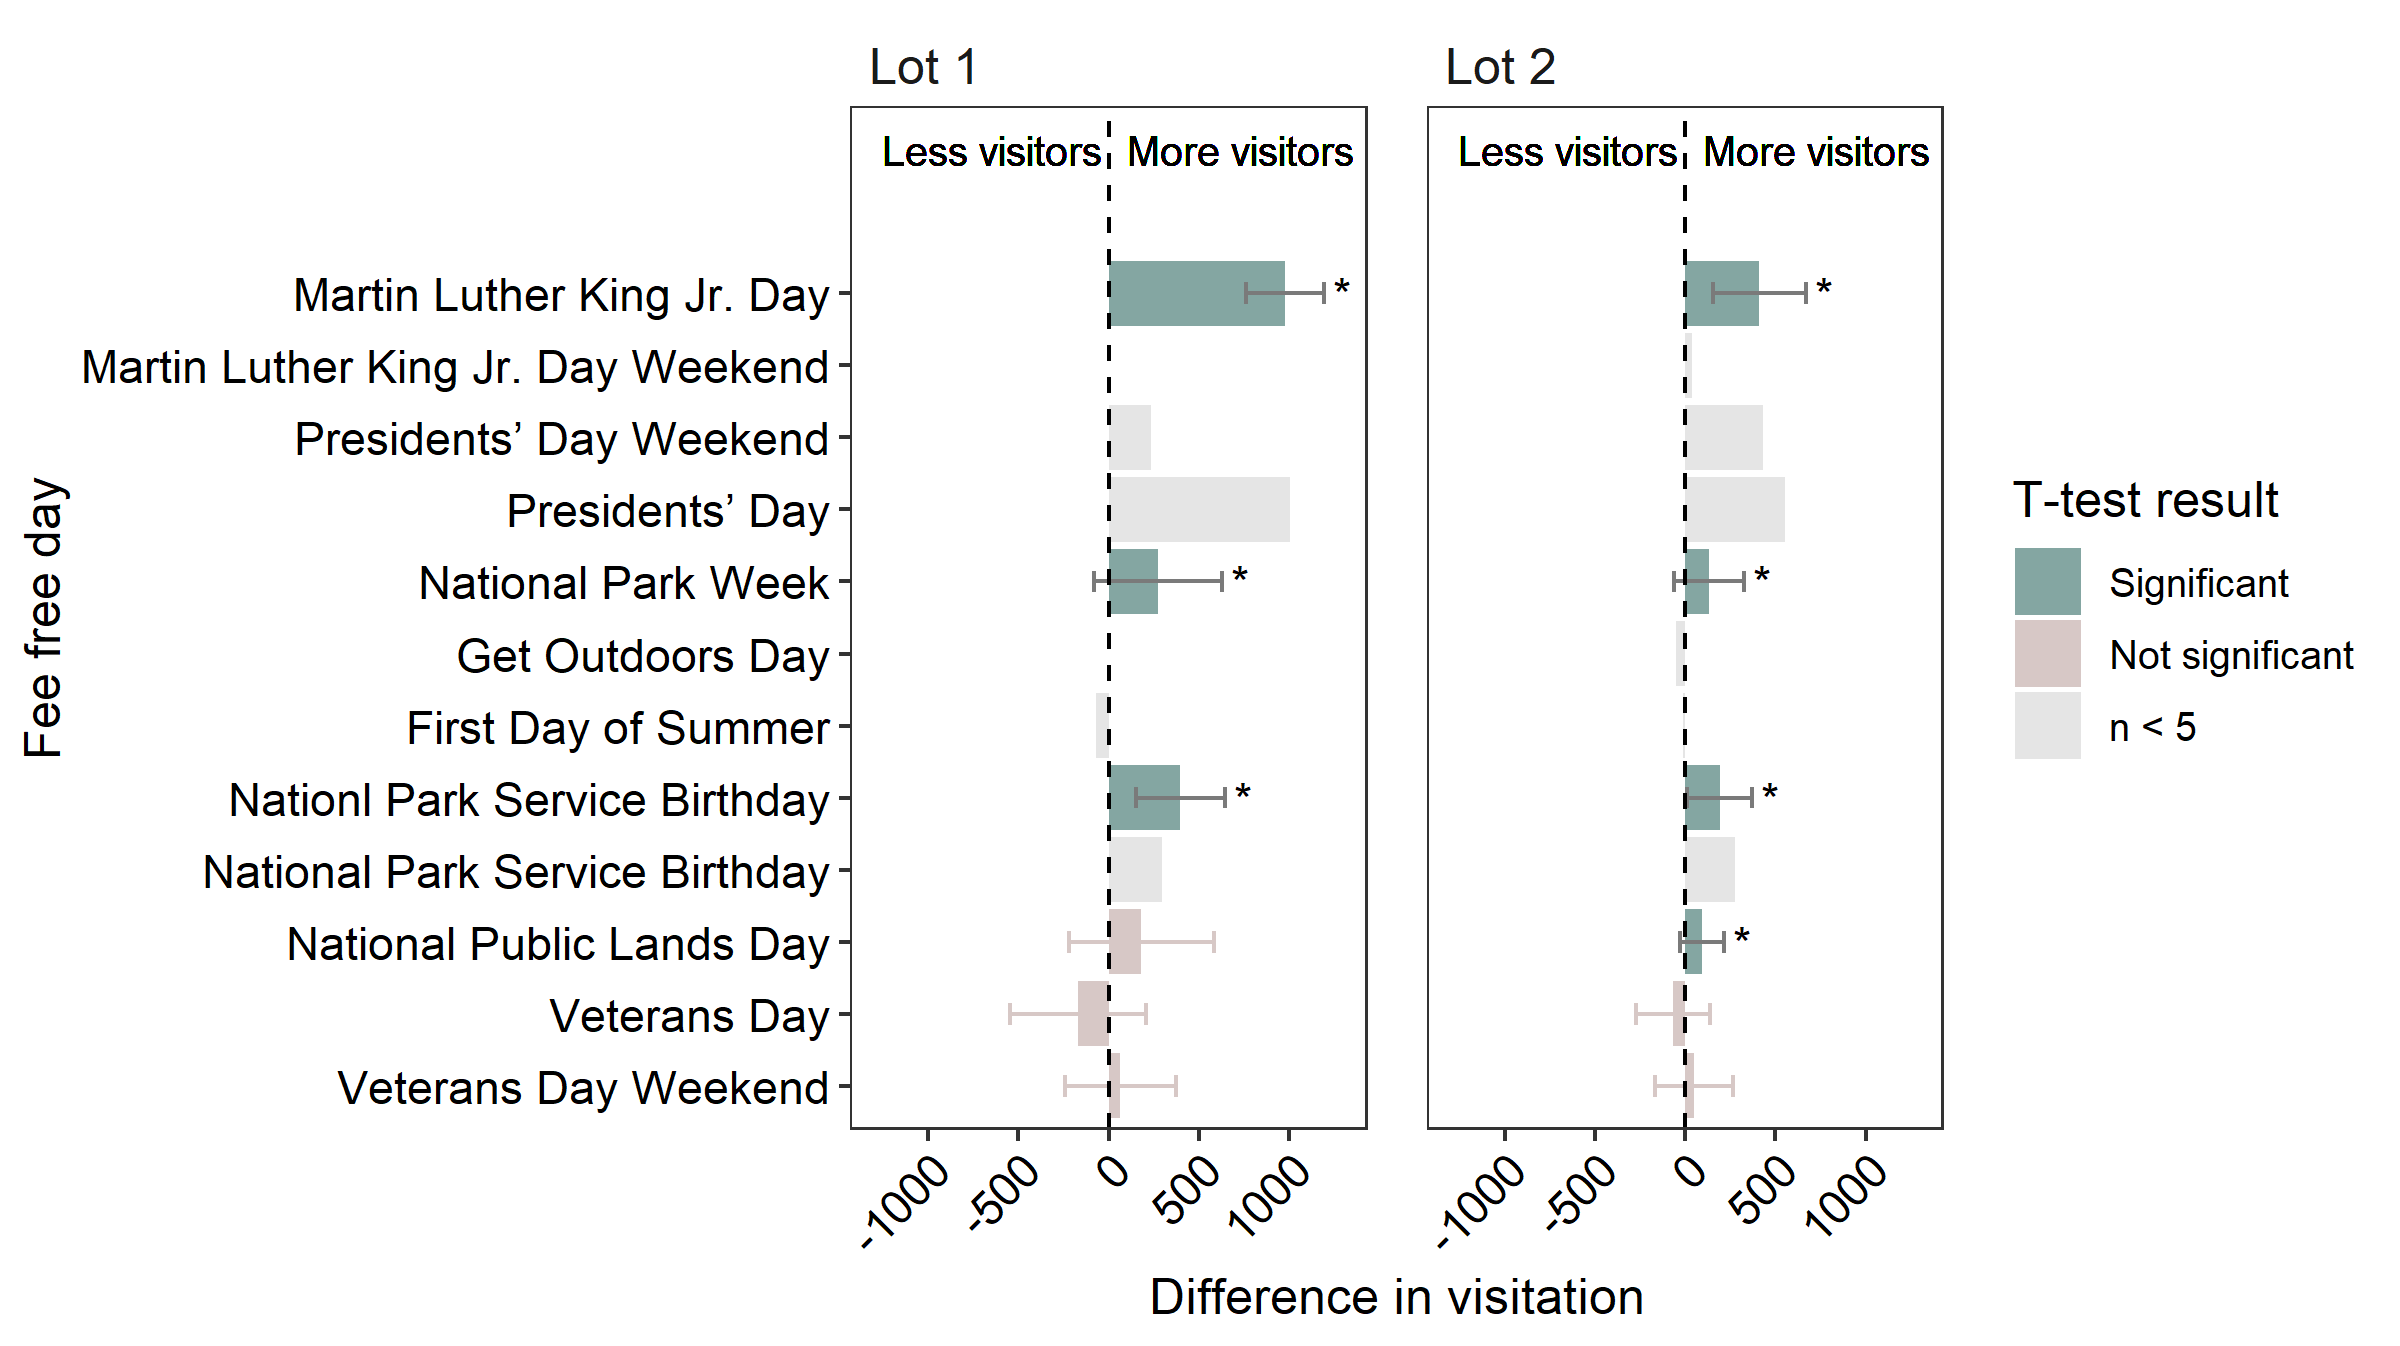 Lot 1
Lot 2
Less visitors
More visitors
Less visitors
More visitors
Fee free day
Martin Luther King Jr. Day
*
*
Martin Luther King Jr. Day Weekend
Presidents’ Day Weekend
Presidents’ Day
National Park Week
*
*
Get Outdoors Day
First Day of Summer
Nationl Park Service Birthday
*
*
National Park Service Birthday
National Public Lands Day
*
Veterans Day
Veterans Day Weekend
-1000
-500
0
500
1000
-1000
-500
0
500
1000
Difference in visitation
T-test result
Significant
Not significant
n < 5